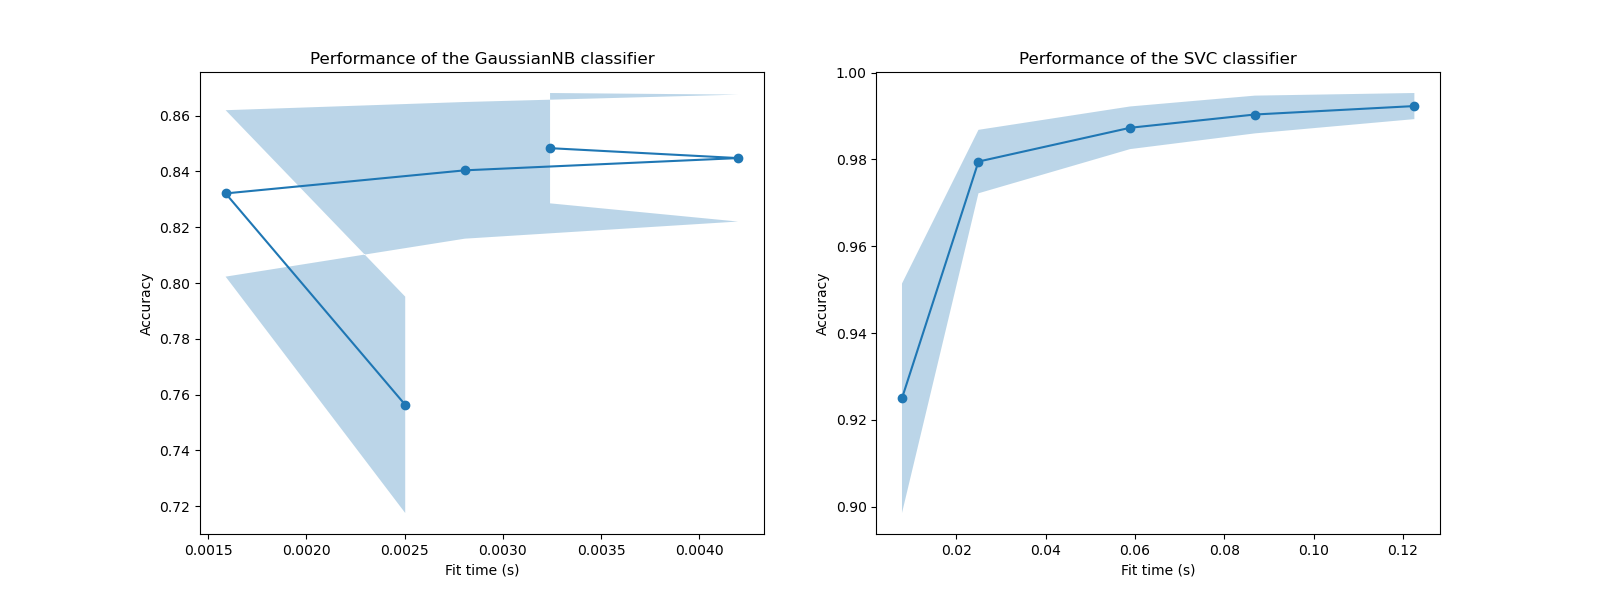 Performance of the GaussianNB classifier
Accuracy
0.86
0.84
0.82
0.80
0.78
0.76
0.74
0.72
0.0015 0.0020 0.0025 0.0030 0.0035 0.0040
Fit time (s)
Performance of the SVC classifier
Accuracy
1.00
0.98
0.96
0.94
0.92
0.90
0.02 0.04 0.06 0.08 0.10 0.12
Fit time (s)